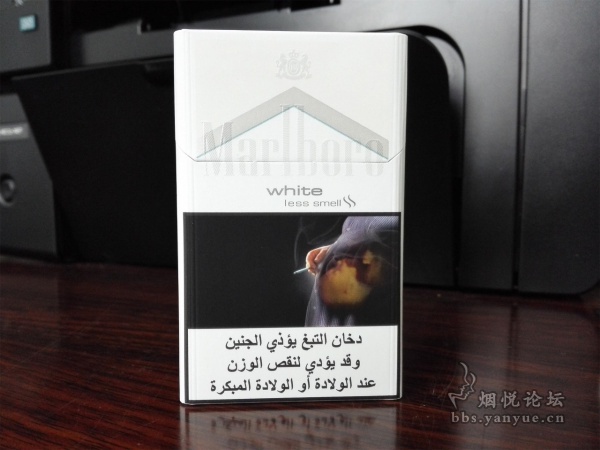 Marlboro
white
less smell
دخان التبغ يؤذي الجنين
وقد يؤدي لنقص الوزن
عند الولادة أو الولادة المبكرة
烟悦论坛
bbs.yanyue.cn